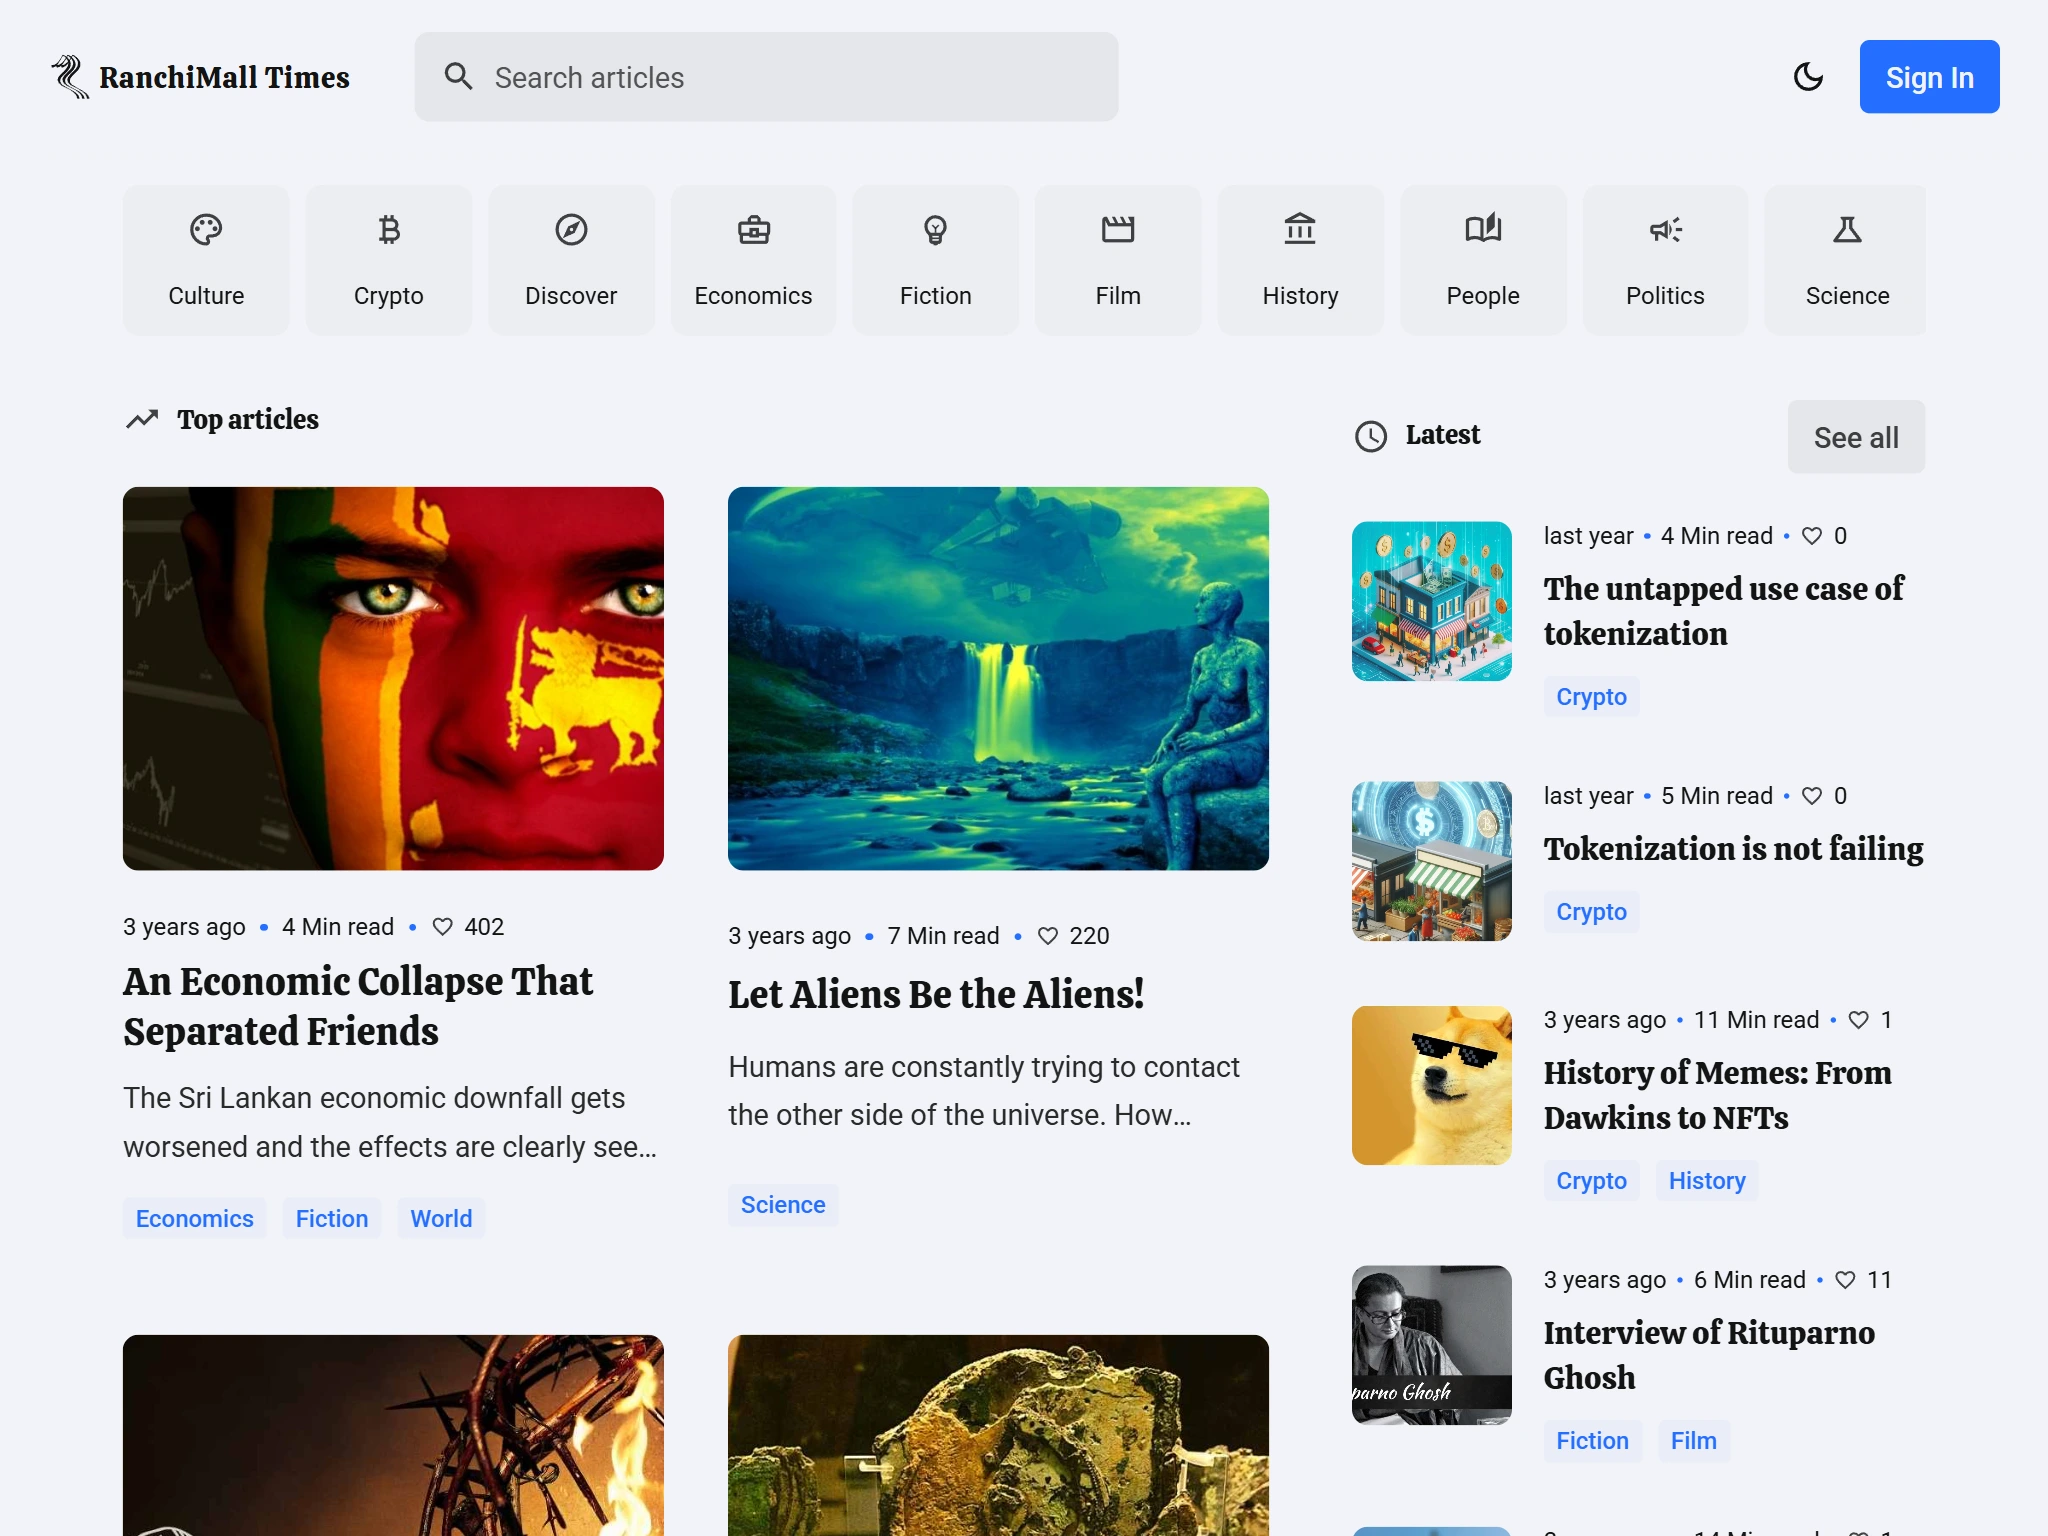 RanchiMall Times
Search articles
Sign In
Culture
Crypto
Discover
Economics
Fiction
Film
History
People
Politics
Science
Top articles
3 years ago • 4 Min read • 402
An Economic Collapse That
Separated Friends
The Sri Lankan economic downfall gets
worsened and the effects are clearly see…
Economics Fiction World
3 years ago • 7 Min read • 220
Let Aliens Be the Aliens!
Humans are constantly trying to contact
the other side of the universe. How…
Science
Latest
See all
last year • 4 Min read • 0
The untapped use case of
tokenization
Crypto
last year • 5 Min read • 0
Tokenization is not failing
Crypto
3 years ago • 11 Min read • 1
History of Memes: From
Dawkins to NFTs
Crypto History
3 years ago • 6 Min read • 11
Interview of Rituparno
Ghosh
parno Ghosh
Fiction Film